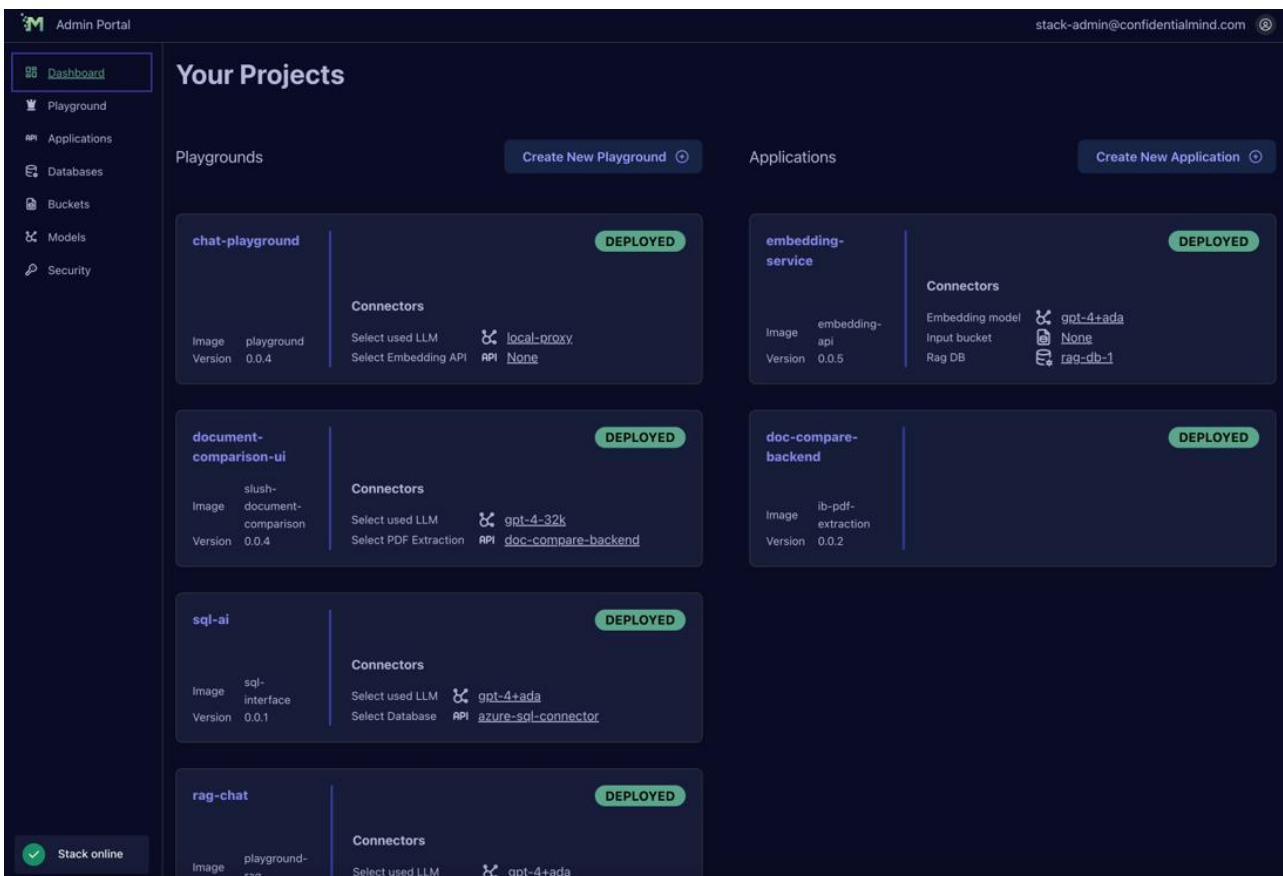 M Admin Portal
stack-admin@confidentialmind.com
Dashboard
Playground
API Applications
Databases
Buckets
Models
Security
Stack online
Your Projects
Playgrounds
Create New Playground
chat-playground
DEPLOYED
Image playground
Version 0.0.4
Connectors
Select used LLM local-proxy
Select Embedding API API None
document-
comparison-ui
DEPLOYED
Image slush-
document-
comparison
Version 0.0.4
Connectors
Select used LLM gpt-4-32k
Select PDF Extraction API doc-compare-backend
sql-ai
DEPLOYED
Image sql-
interface
Version 0.0.1
Connectors
Select used LLM gpt-4+ada
Select Database API azure-sql-connector
rag-chat
DEPLOYED
Image playground-
rag
Connectors
Select used LLM gpt-4+ada
Applications
Create New Application
embedding-
service
DEPLOYED
Image embedding-
api
Version 0.0.5
Connectors
Embedding model gpt-4+ada
Input bucket None
Rag DB rag-db-1
doc-compare-
backend
DEPLOYED
Image ib-pdf-
extraction
Version 0.0.2